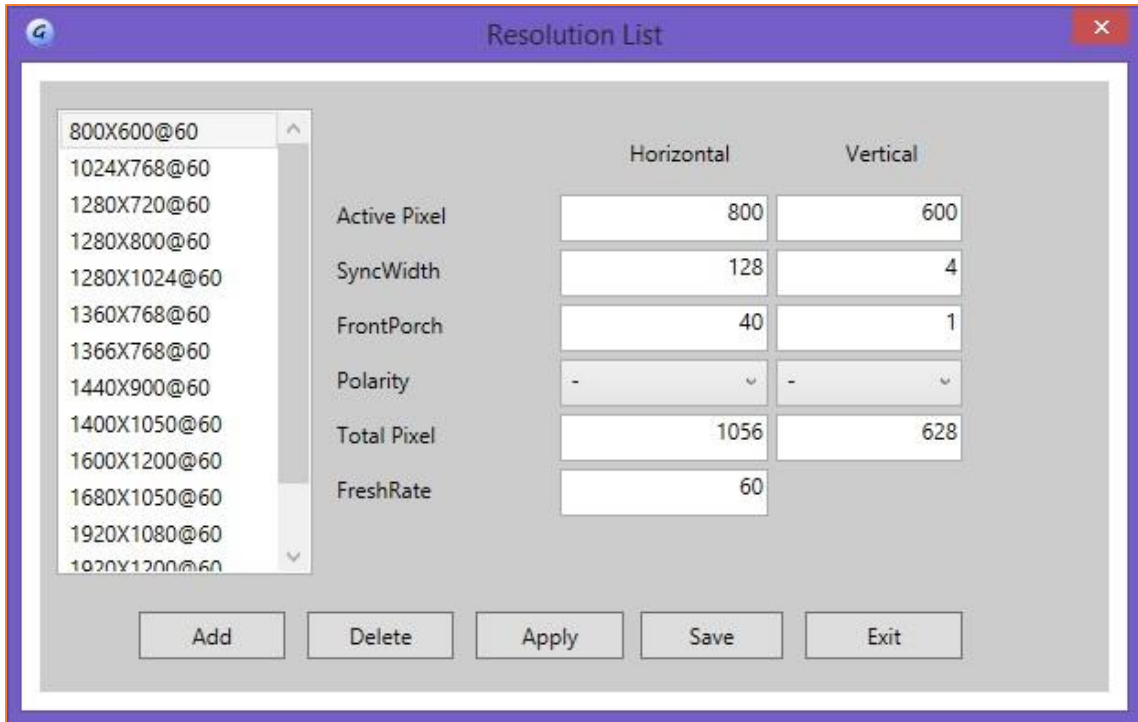 G
Resolution List
800X600@60
1024X768@60
1280X720@60
1280X800@60
1280X1024@60
1360X768@60
1366X768@60
1440X900@60
1400X1050@60
1600X1200@60
1680X1050@60
1920X1080@60
1920X1200@60
Horizontal Vertical
Active Pixel 800 600
SyncWidth 128 4
FrontPorch 40 1
Polarity - -
Total Pixel 1056 628
FreshRate 60
Add Delete Apply Save Exit